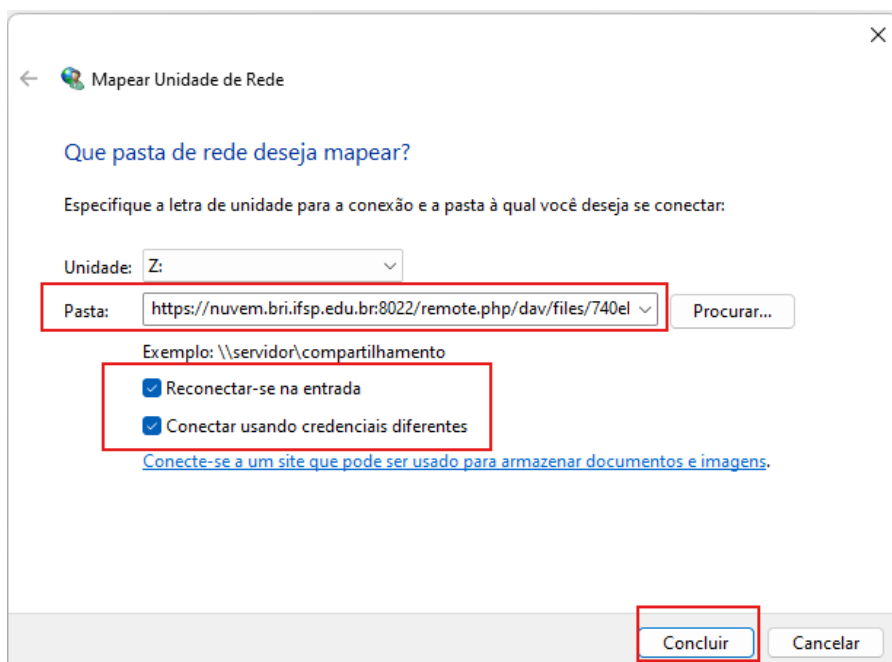 Mapear Unidade de Rede
Que pasta de rede deseja mapear?
Especifique a letra de unidade para a conexão e a pasta à qual você deseja se conectar:
Unidade: Z:
Pasta: https://nuvem.bri.ifsp.edu.br:8022/remote.php/dav/files/740el Procurar...
Exemplo: \\servidor\compartilhamento
Reconectar-se na entrada
Conectar usando credenciais diferentes
Conecte-se a um site que pode ser usado para armazenar documentos e imagens.
Concluir Cancelar